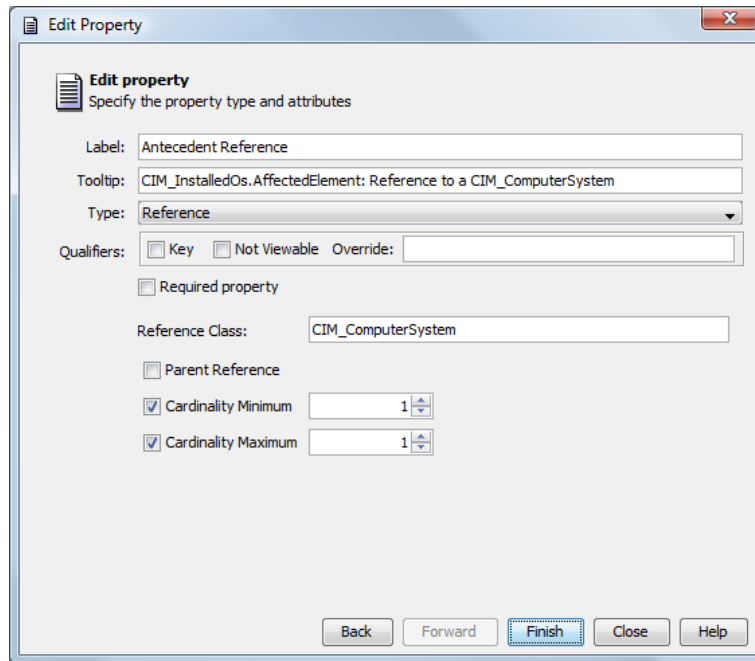 Edit Property
Edit property
Specify the property type and attributes
Label: Antecedent Reference
Tooltip: CIM_InstalledOs.AffectedElement: Reference to a CIM_ComputerSystem
Type: Reference
Qualifiers: Key Not Viewable Override:
Required property
Reference Class: CIM_ComputerSystem
Parent Reference
Cardinality Minimum 1
Cardinality Maximum 1
Back Forward Finish Close Help